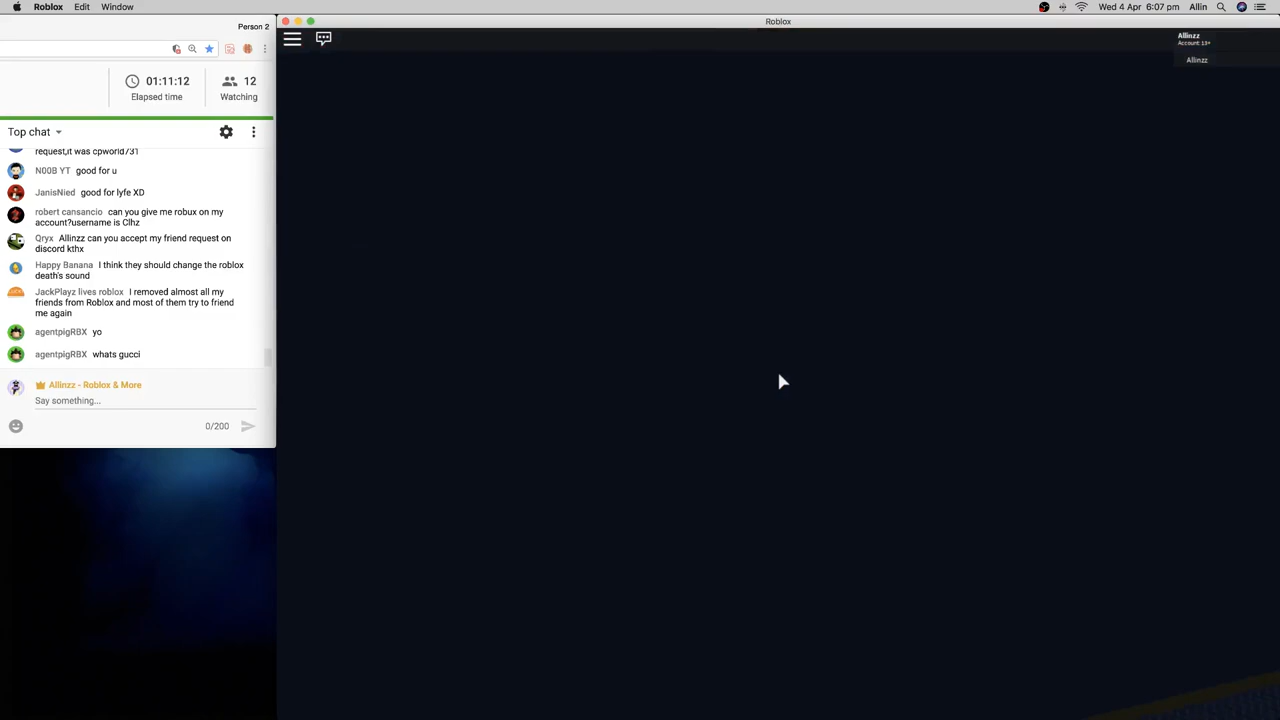 Roblox Edit Window
Wed 4 Apr 6:07 pm Allin
Person 2
Roblox
Allinzz
Account: 13+
Allinzz
01:11:12
Elapsed time
12
Watching
Top chat
request,it was cpworld731
N00B YT good for u
JanisNied good for lyfe XD
robert cansancio can you give me robux on my
account?username is Clhz
Qryx Allinzz can you accept my friend request on
discord kthx
Happy Banana I think they should change the roblox
death's sound
JackPlayz lives roblox I removed almost all my
friends from Roblox and most of them try to friend
me again
agentpigRBX yo
agentpigRBX whats gucci
Allinzz - Roblox & More
Say something...
0/200